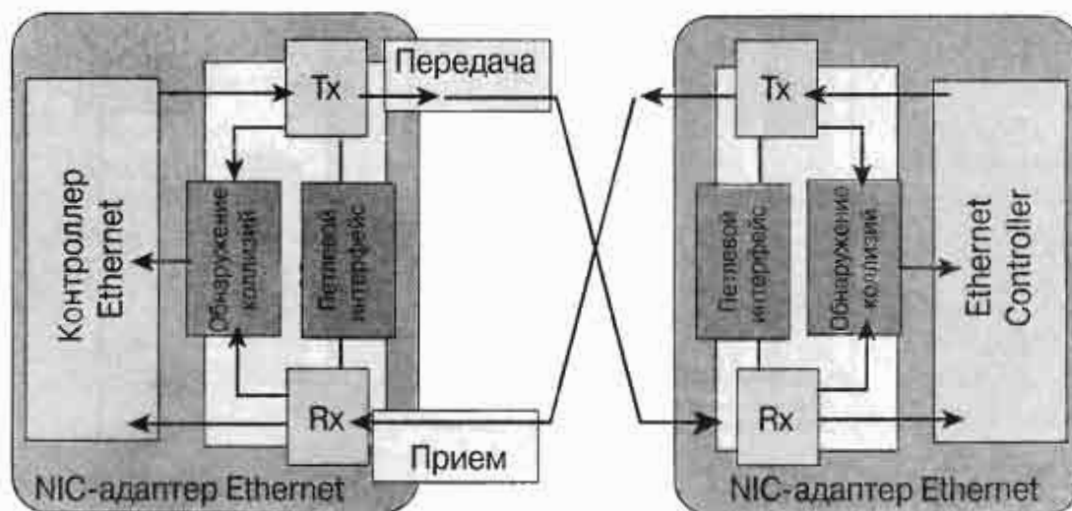 Tx
Передача
Контроллер
Ethernet
Обнаружение
коллизий
Петлевой
интерфейс
Rx
Прием
NIC-адаптер Ethernet
Tx
Петлевой
интерфейс
Обнаружение
коллизий
Ethernet
Controller
Rx
NIC-адаптер Ethernet